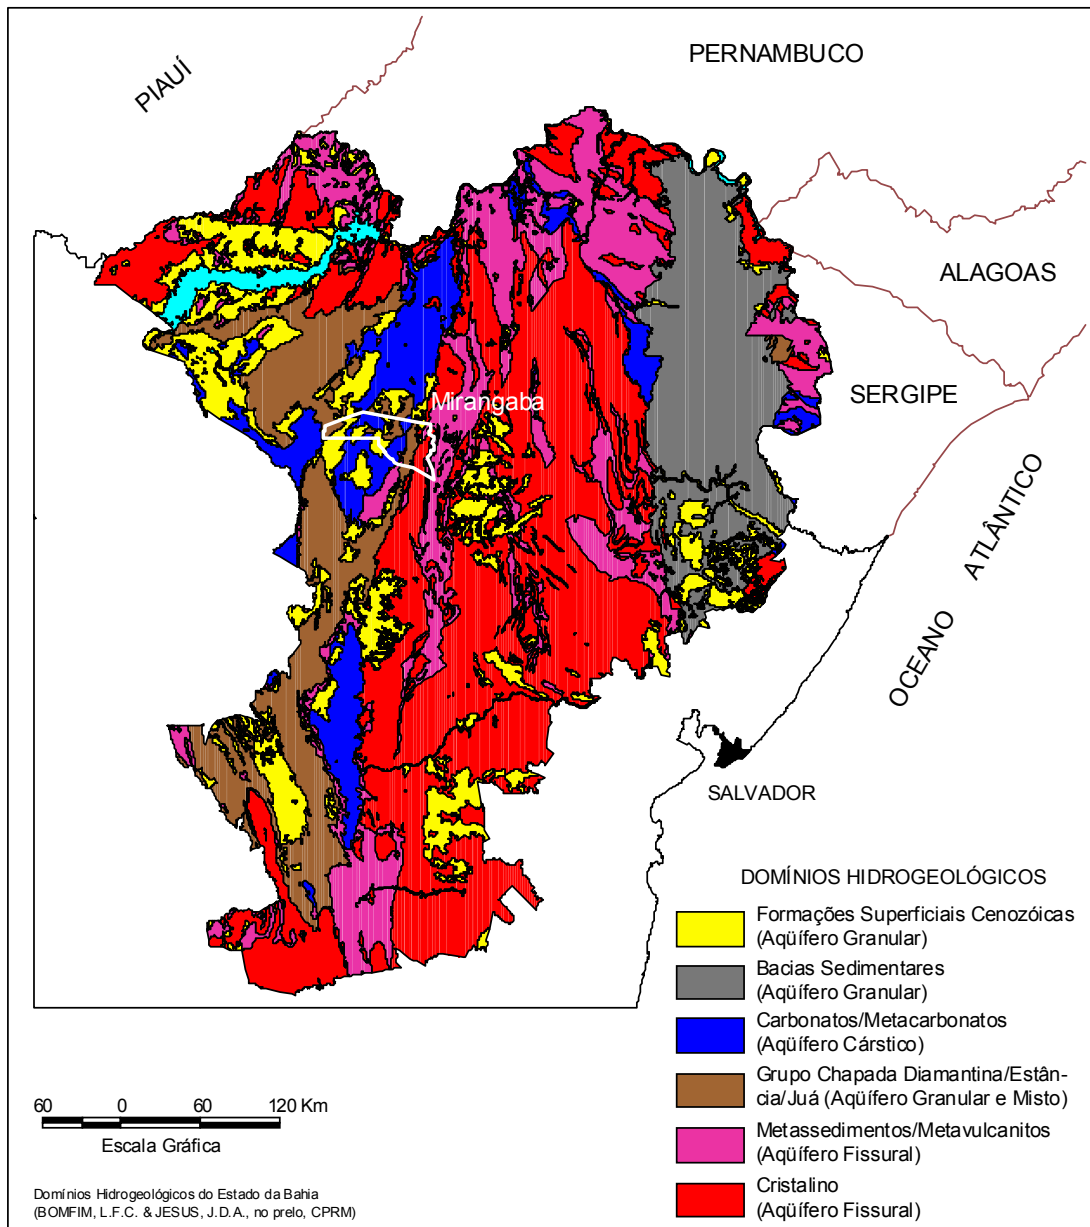 PERNAMBUCO
PIAUÍ
ALAGOAS
SERGIPE
Mirangaba
OCEANO ATLÂNTICO
SALVADOR
DOMÍNIOS HIDROGEOLÓGICOS
Formações Superficiais Cenozóicas
(Aqüífero Granular)
Bacias Sedimentares
(Aqüífero Granular)
Carbonatos/Metacarbonatos
(Aqüífero Cárstico)
Grupo Chapada Diamantina/Estân-
cia/Juá (Aqüífero Granular e Misto)
Metassedimentos/Metavulcanitos
(Aqüífero Fissural)
Cristalino
(Aqüífero Fissural)
60 0 60 120 Km
Escala Gráfica
Domínios Hidrogeológicos do Estado da Bahia
(BOMFIM, L.F.C. & JESUS, J.D.A., no prelo, CPRM)